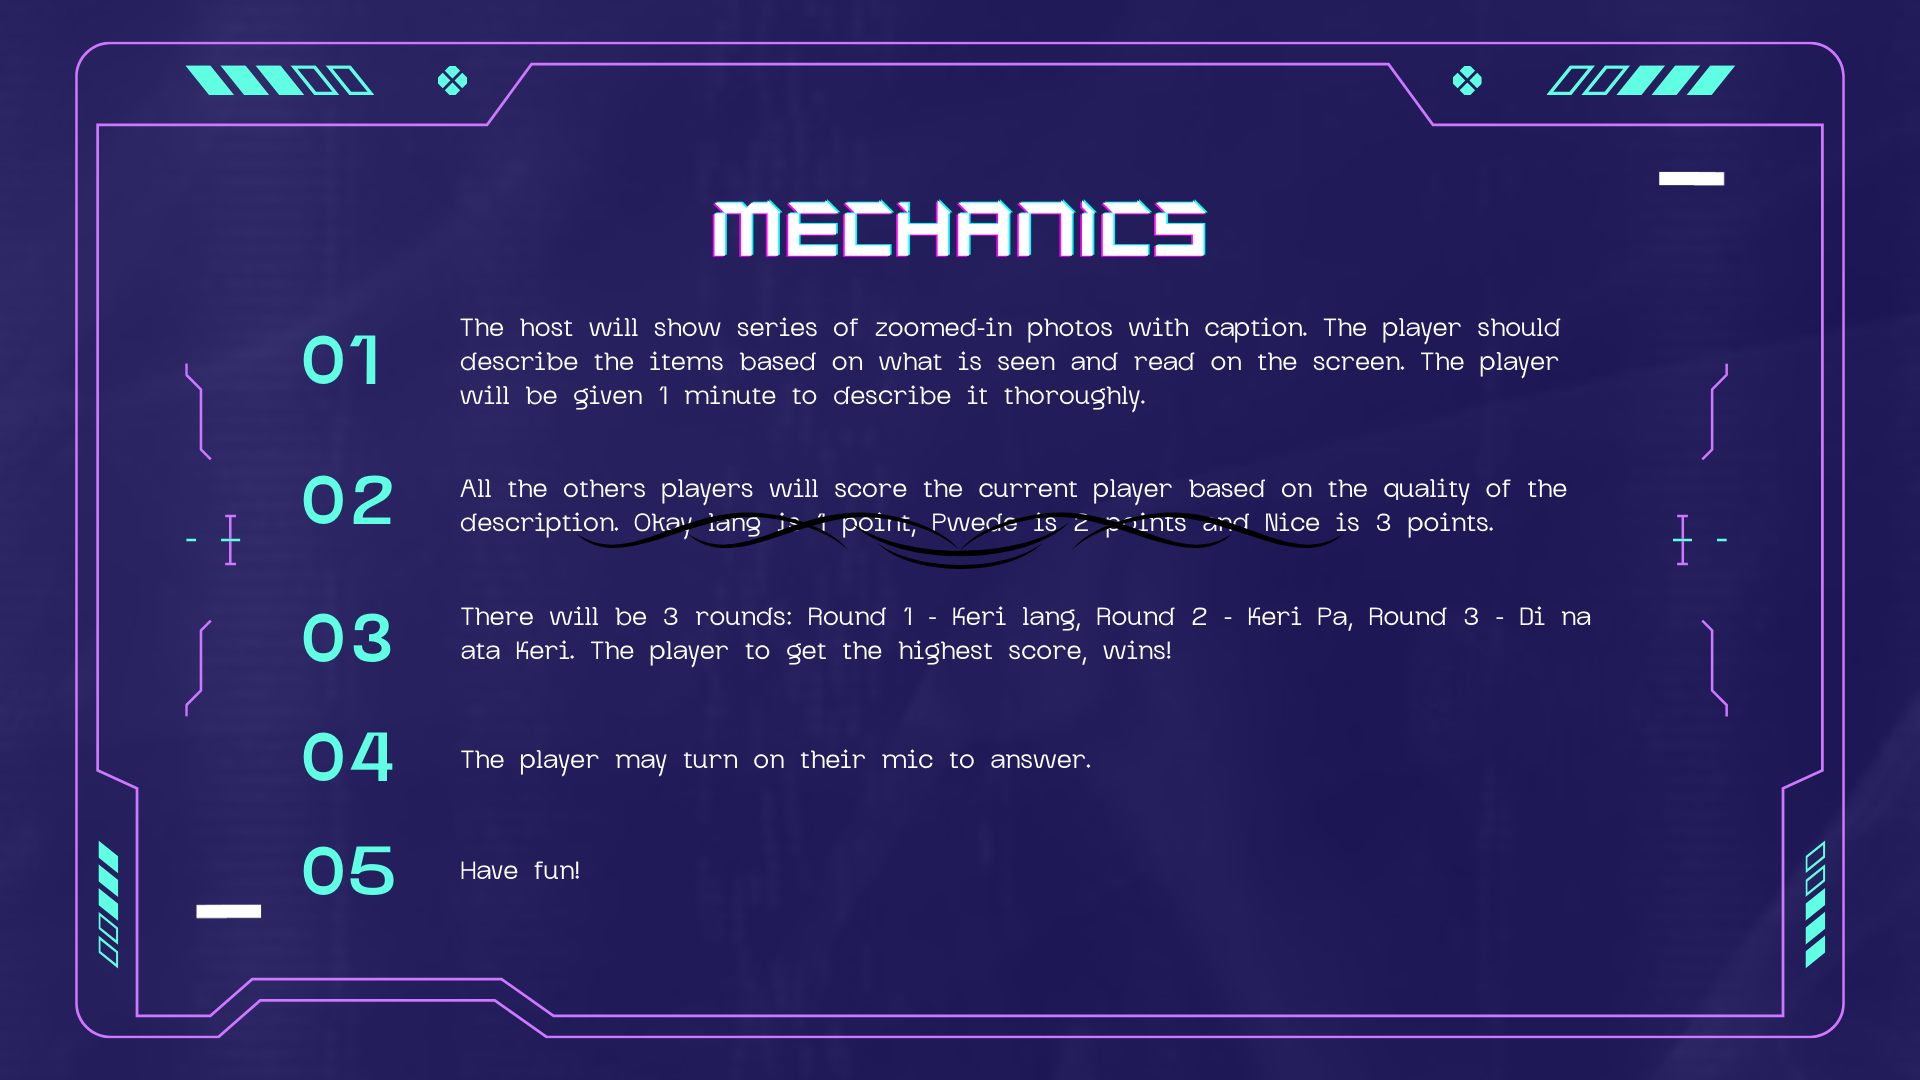 MECHANICS
01
The host will show series of zoomed-in photos with caption. The player should
describe the items based on what is seen and read on the screen. The player
will be given 1 minute to describe it thoroughly.
02
All the others players will score the current player based on the quality of the
description. Okay lang is 1 point, Pwede is 2 points and Nice is 3 points.
03
There will be 3 rounds: Round 1 - Keri lang, Round 2 - Keri Pa, Round 3 - Di na
ata Keri. The player to get the highest score, wins!
04
The player may turn on their mic to answer.
05
Have fun!